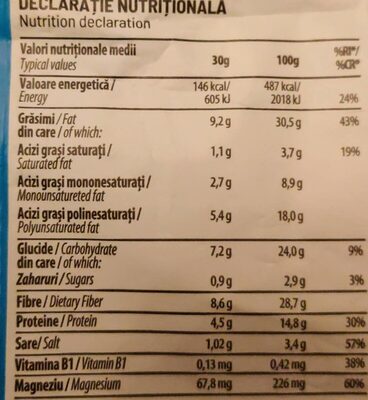 DECLARAȚIE NUTRIȚIONALĂ
Nutrition declaration
Valori nutriționale medii
Typical values 30g 100g %RI*/
%CR*
Valoare energetică / 146 kcal/ 487 kcal/
Energy 605 kJ 2018 kJ 24%
Grăsimi / Fat 9,2 g 30,5 g 43%
din care / of which:
Acizi grași saturați / 1,1 g 3,7 g 19%
Saturated fat
Acizi grași mononesaturați / 2,7 g 8,9 g
Monounsatureted fat
Acizi grași polinesaturați / 5,4 g 18,0 g
Polyunsaturated fat
Glucide / Carbohydrate 7,2 g 24,0 g 9%
din care / of which:
Zaharuri / Sugars 0,9 g 2,9 g 3%
Fibre / Dietary Fiber 8,6 g 28,7 g
Proteine / Protein 4,5 g 14,8 g 30%
Sare / Salt 1,02 g 3,4 g 57%
Vitamina B1 / Vitamin B1 0,13 mg 0,42 mg 38%
Magneziu / Magnesium 67,8 mg 226 mg 60%